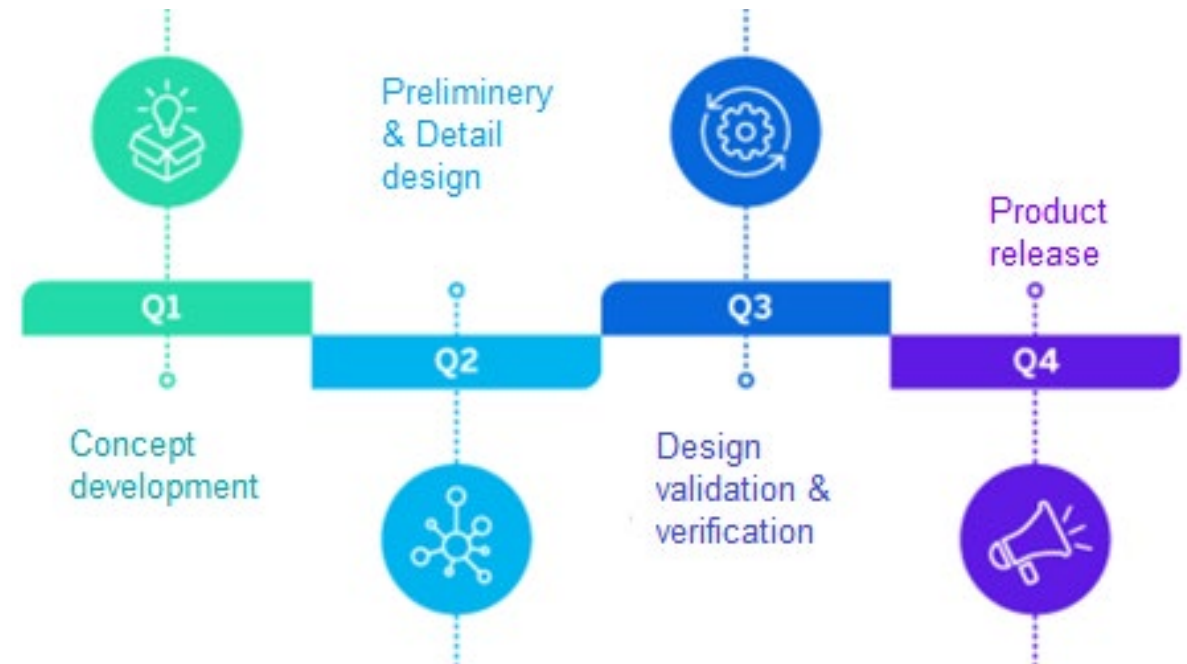 Q1
Concept
development
Preliminery
& Detail
design
Q2
Q3
Design
validation &
verification
Product
release
Q4